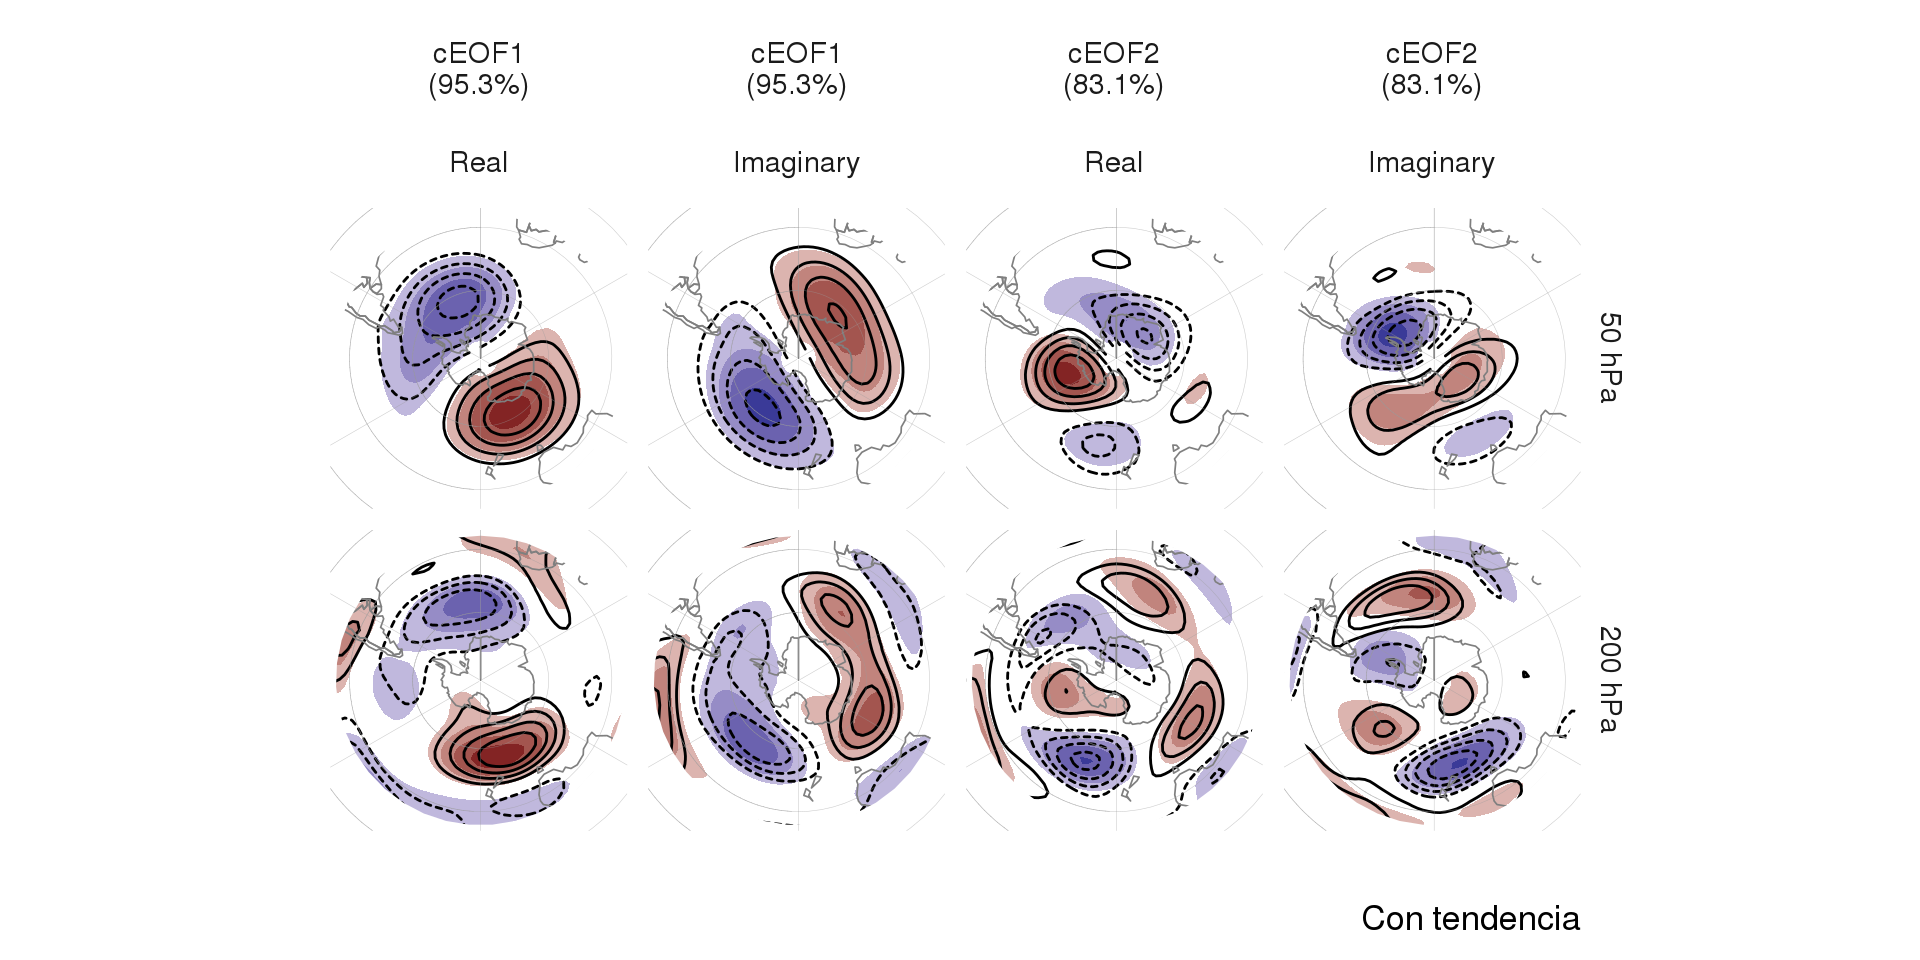 cEOF1
(95.3%)
cEOF1
(95.3%)
cEOF2
(83.1%)
cEOF2
(83.1%)
Real
Imaginary
Real
Imaginary
50 hPa
200 hPa
Con tendencia